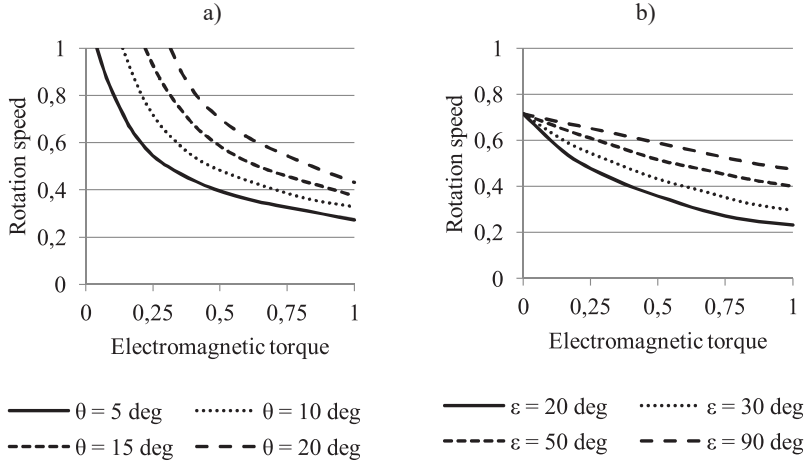 a)
1
0,8
0,6
0,4
0,2
0
Rotation speed
0 0,25 0,5 0,75 1
Electromagnetic torque
θ = 5 deg θ = 10 deg
θ = 15 deg θ = 20 deg
b)
1
0,8
0,6
0,4
0,2
0
Rotation speed
0 0,25 0,5 0,75 1
Electromagnetic torque
ε = 20 deg ε = 30 deg
ε = 50 deg ε = 90 deg